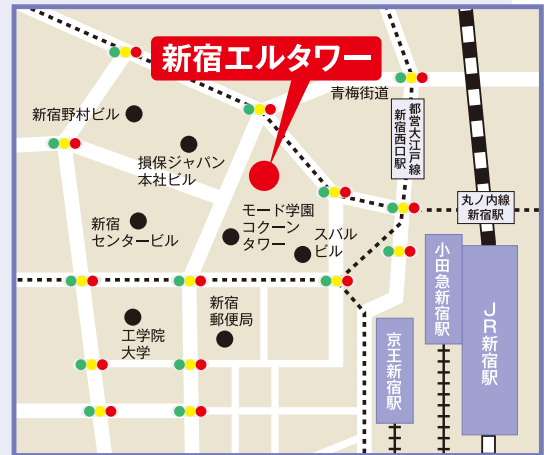 新宿エルタワー
青梅街道
新宿野村ビル
都営大江戸線
新宿西口駅
損保ジャパン
本社ビル
丸ノ内線
新宿駅
モード学園
コクーン
タワー
新宿
センタービル
スバル
ビル
小田急新宿駅
JR新宿駅
新宿
郵便局
京王新宿駅
工学院
大学